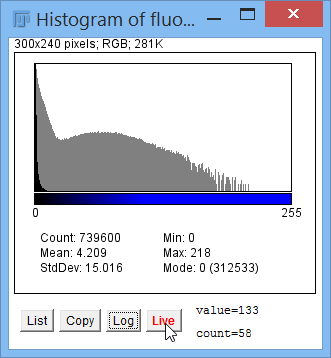 Histogram of fluo...
300x240 pixels; RGB; 281K
0 255
Count: 739600 Min: 0
Mean: 4.209 Max: 218
StdDev: 15.016 Mode: 0 (312533)
List Copy Log Live value=133
count=58